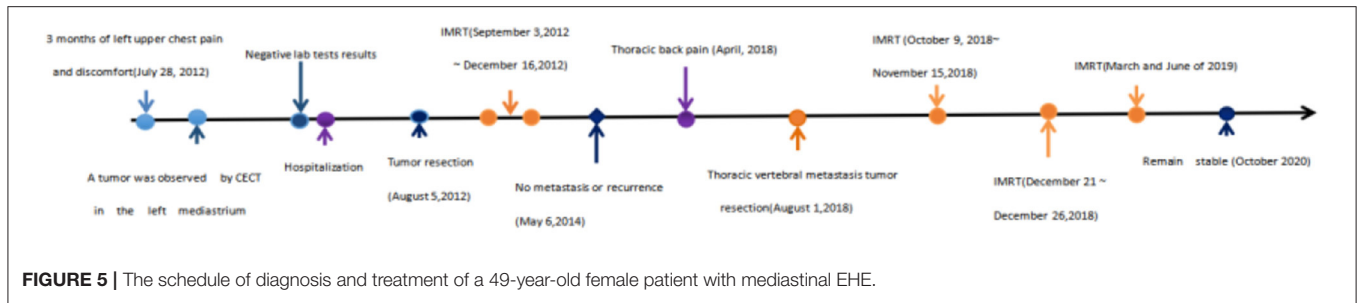 3 months of left upper chest pain
and discomfort(July 28, 2012)
Negative lab tests results
IMRT(September 3,2012
~ December 16,2012)
Thoracic back pain (April, 2018)
IMRT (October 9, 2018~
November 15,2018)
IMRT(March and June of 2019)
A tumor was observed by CECT
in the left mediastrium
Hospitalization
Tumor resection
(August 5,2012)
No metastasis or recurrence
(May 6,2014)
Thoracic vertebral metastasis tumor
resection(August 1,2018)
IMRT(December 21 ~
December 26,2018)
Remain stable (October 2020)
FIGURE 5 | The schedule of diagnosis and treatment of a 49-year-old female patient with mediastinal EHE.